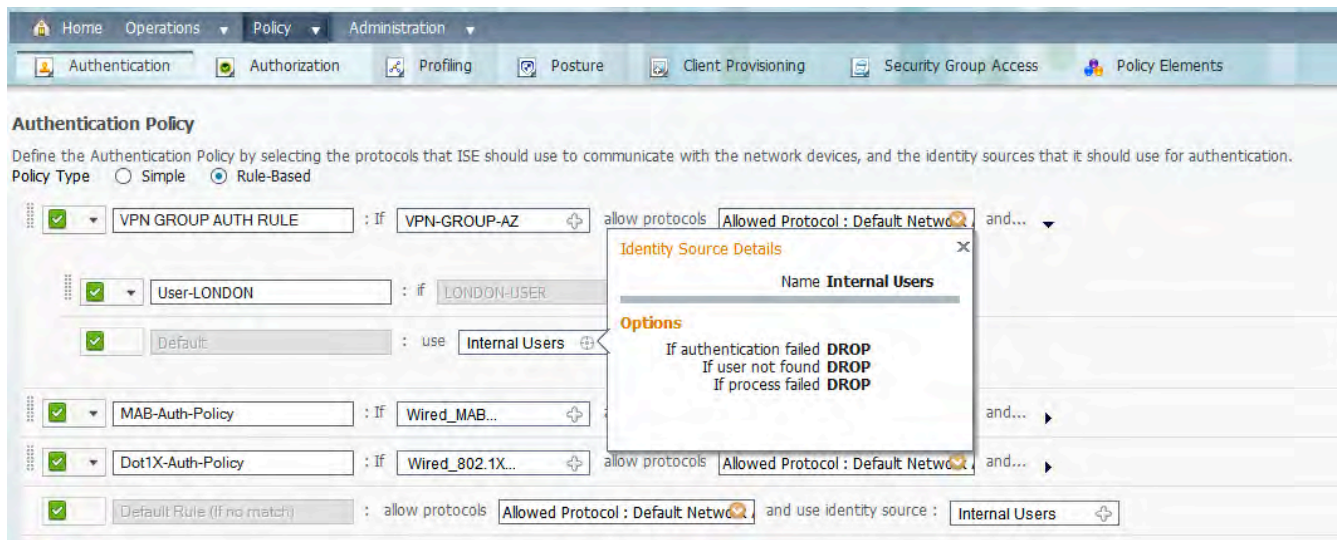 Home Operations Policy Administration
Authentication Authorization Profiling Posture Client Provisioning Security Group Access Policy Elements
Authentication Policy
Define the Authentication Policy by selecting the protocols that ISE should use to communicate with the network devices, and the identity sources that it should use for authentication.
Policy Type Simple Rule-Based
VPN GROUP AUTH RULE : If VPN-GROUP-AZ allow protocols Allowed Protocol : Default Netwo and...
Identity Source Details
Name Internal Users
User-LONDON : if LONDON-USER
Options
Default : use Internal Users
If authentication failed DROP
If user not found DROP
If process failed DROP
MAB-Auth-Policy : If Wired_MAB... and...
Dot1X-Auth-Policy : If Wired_802.1X... allow protocols Allowed Protocol : Default Netwo and...
Default Rule (If no match) : allow protocols Allowed Protocol : Default Netwo and use identity source : Internal Users